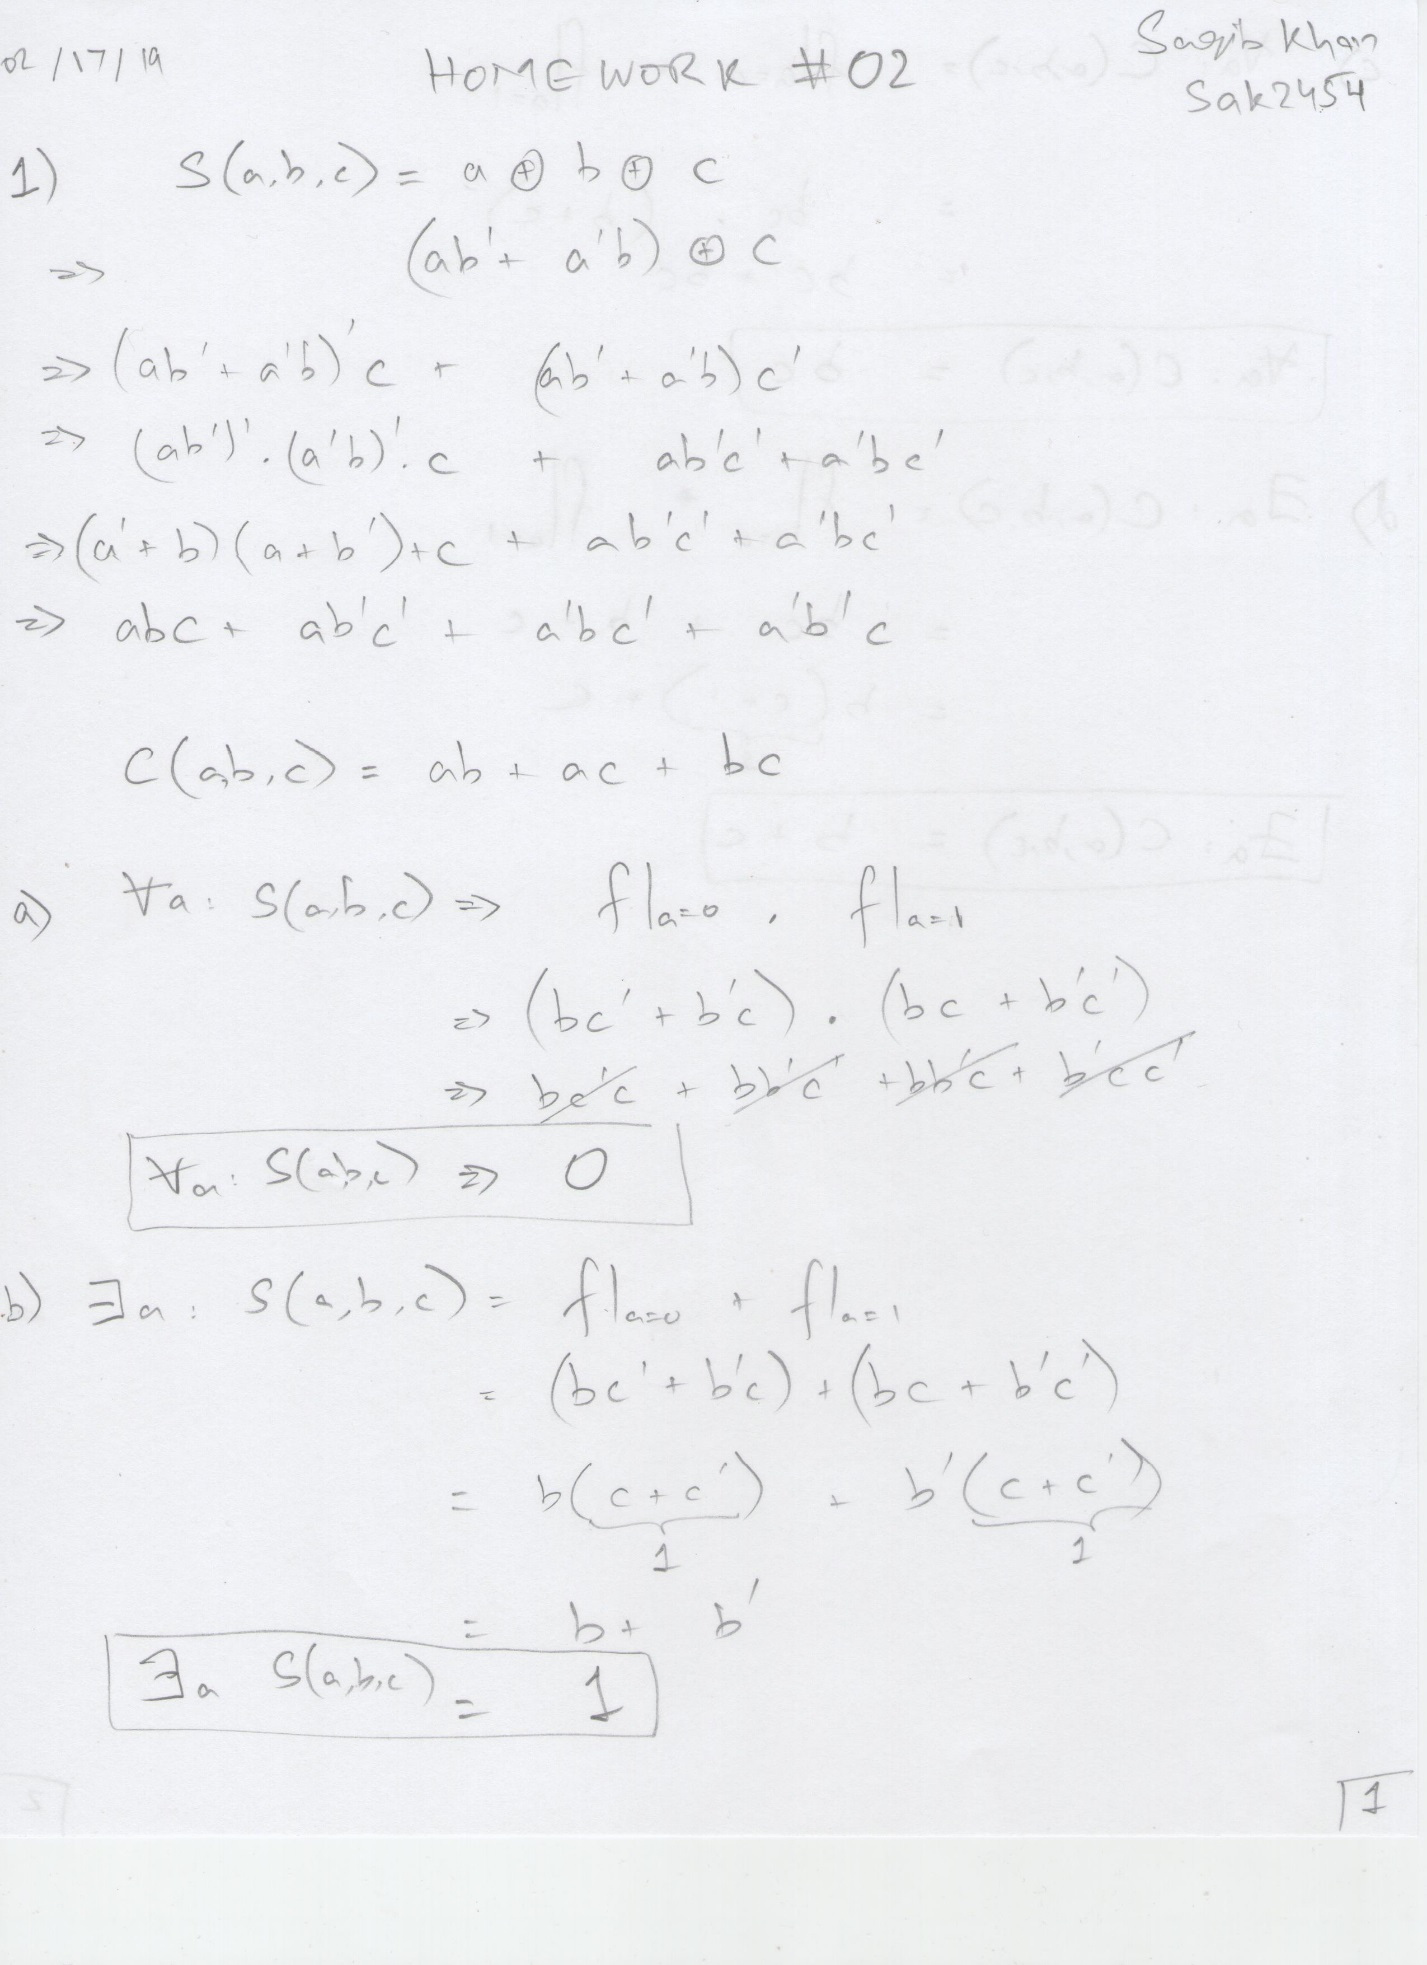 02/17/19 HOMEWORK #02 Saqib Khan
Sak2454
1) S(a,b,c) = a ⊕ b ⊕ c
=> (ab' + a'b) ⊕ c
=> (ab' + a'b)'c + (ab' + a'b)c'
=> (ab')'.(a'b)'.c + ab'c' + a'bc'
=> (a'+b)(a+b')+c + ab'c' + a'bc'
=> abc + ab'c' + a'bc' + a'b'c
C(a,b,c) = ab + ac + bc
a) ∀a: S(a,b,c) => f|a=0 . f|a=1
=> (bc' + b'c) . (bc + b'c')
=> bc'c + bb'c' + bb'c + b'cc'
∀a: S(a,b,c) => 0
b) ∃a: S(a,b,c) = f|a=0 + f|a=1
= (bc' + b'c) + (bc + b'c')
= b(c+c') + b'(c+c')
1 1
= b + b'
∃a S(a,b,c) = 1
1